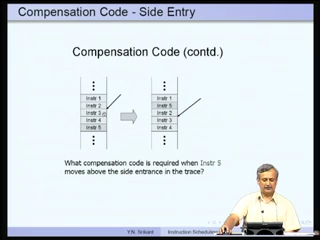 Compensation Code - Side Entry
Compensation Code (contd.)
Instr 1
Instr 2
Instr 3
Instr 4
Instr 5
Instr 1
Instr 5
Instr 2
Instr 3
Instr 4
What compensation code is required when Instr 5
moves above the side entrance in the trace?
Y.N. Srikant
Instruction Schedul